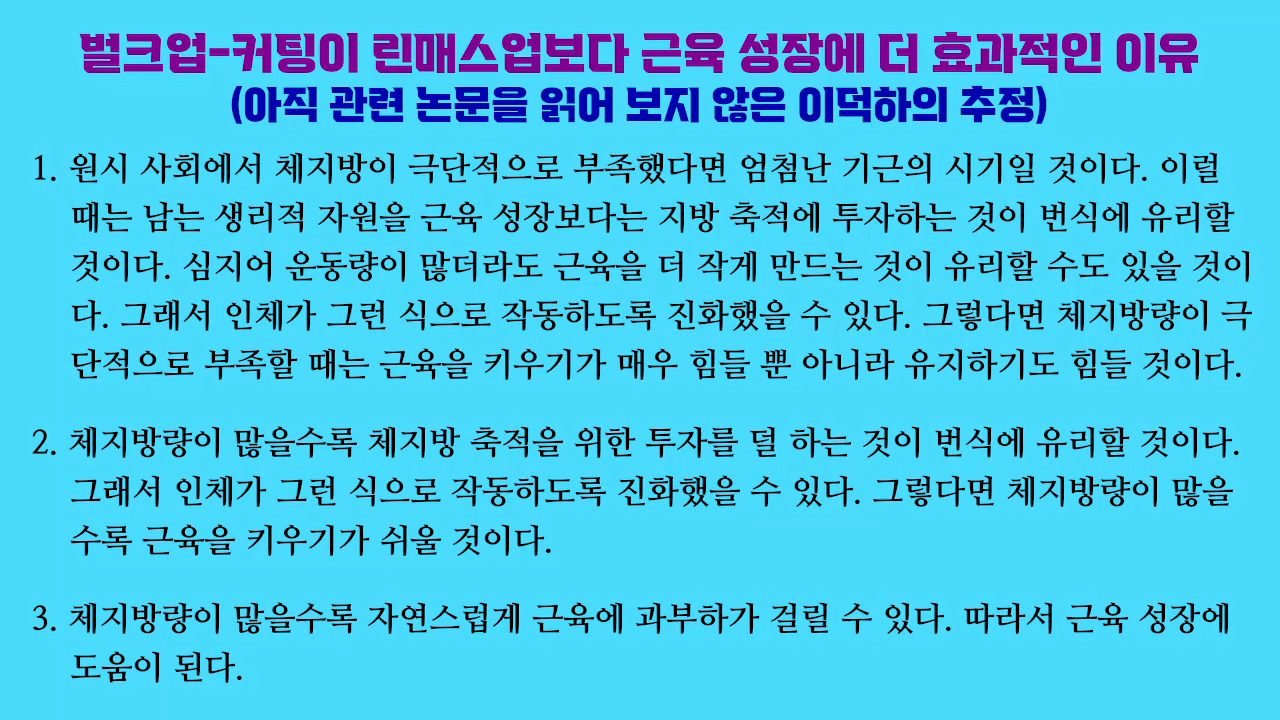 벌크업-커팅이 린매스업보다 근육 성장에 더 효과적인 이유
(아직 관련 논문을 읽어 보지 않은 이덕하의 추정)
1. 원시 사회에서 체지방이 극단적으로 부족했다면 엄첨난 기근의 시기일 것이다. 이럴
때는 남는 생리적 자원을 근육 성장보다는 지방 축적에 투자하는 것이 번식에 유리할
것이다. 심지어 운동량이 많더라도 근육을 더 작게 만드는 것이 유리할 수도 있을 것이
다. 그래서 인체가 그런 식으로 작동하도록 진화했을 수 있다. 그렇다면 체지방량이 극
단적으로 부족할 때는 근육을 키우기가 매우 힘들 뿐 아니라 유지하기도 힘들 것이다.
2. 체지방량이 많을수록 체지방 축적을 위한 투자를 덜 하는 것이 번식에 유리할 것이다.
그래서 인체가 그런 식으로 작동하도록 진화했을 수 있다. 그렇다면 체지방량이 많을
수록 근육을 키우기가 쉬울 것이다.
3. 체지방량이 많을수록 자연스럽게 근육에 과부하가 걸릴 수 있다. 따라서 근육 성장에
도움이 된다.